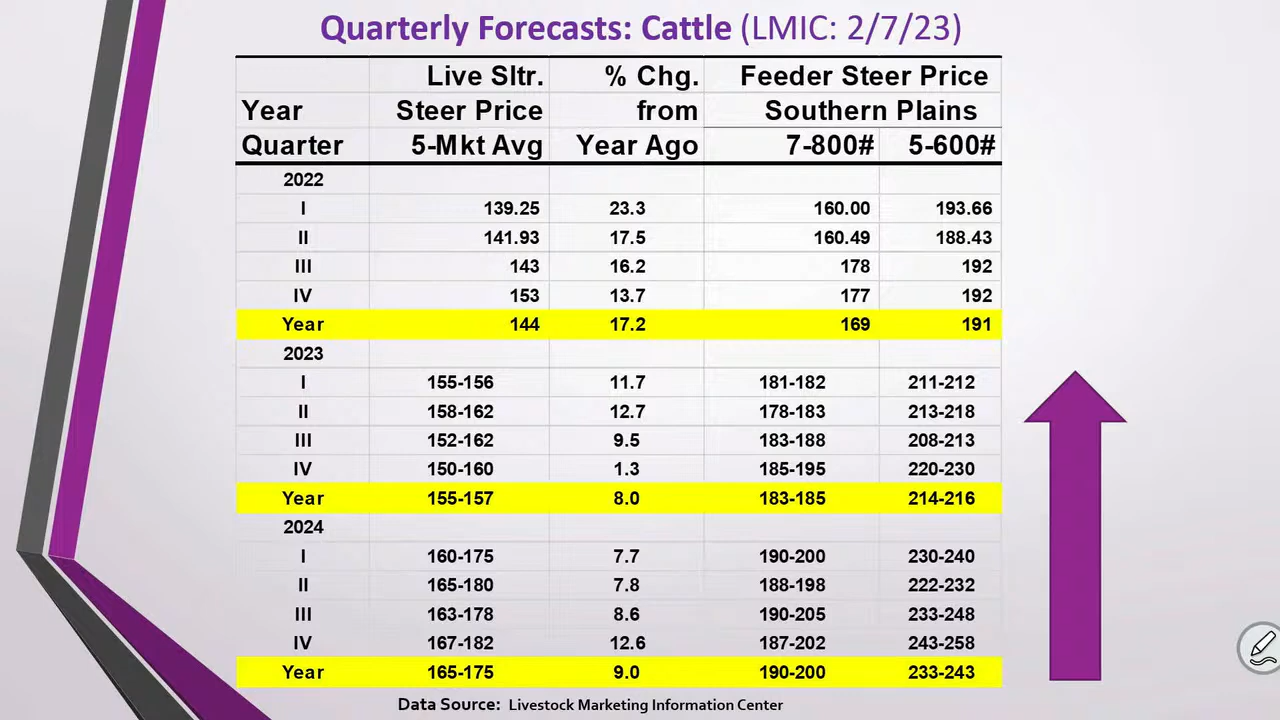 Quarterly Forecasts: Cattle (LMIC: 2/7/23)
Live Sltr. % Chg. Feeder Steer Price
Year Steer Price from Southern Plains
Quarter 5-Mkt Avg Year Ago 7-800# 5-600#
2022
I 139.25 23.3 160.00 193.66
II 141.93 17.5 160.49 188.43
III 143 16.2 178 192
IV 153 13.7 177 192
Year 144 17.2 169 191
2023
I 155-156 11.7 181-182 211-212
II 158-162 12.7 178-183 213-218
III 152-162 9.5 183-188 208-213
IV 150-160 1.3 185-195 220-230
Year 155-157 8.0 183-185 214-216
2024
I 160-175 7.7 190-200 230-240
II 165-180 7.8 188-198 222-232
III 163-178 8.6 190-205 233-248
IV 167-182 12.6 187-202 243-258
Year 165-175 9.0 190-200 233-243
Data Source: Livestock Marketing Information Center